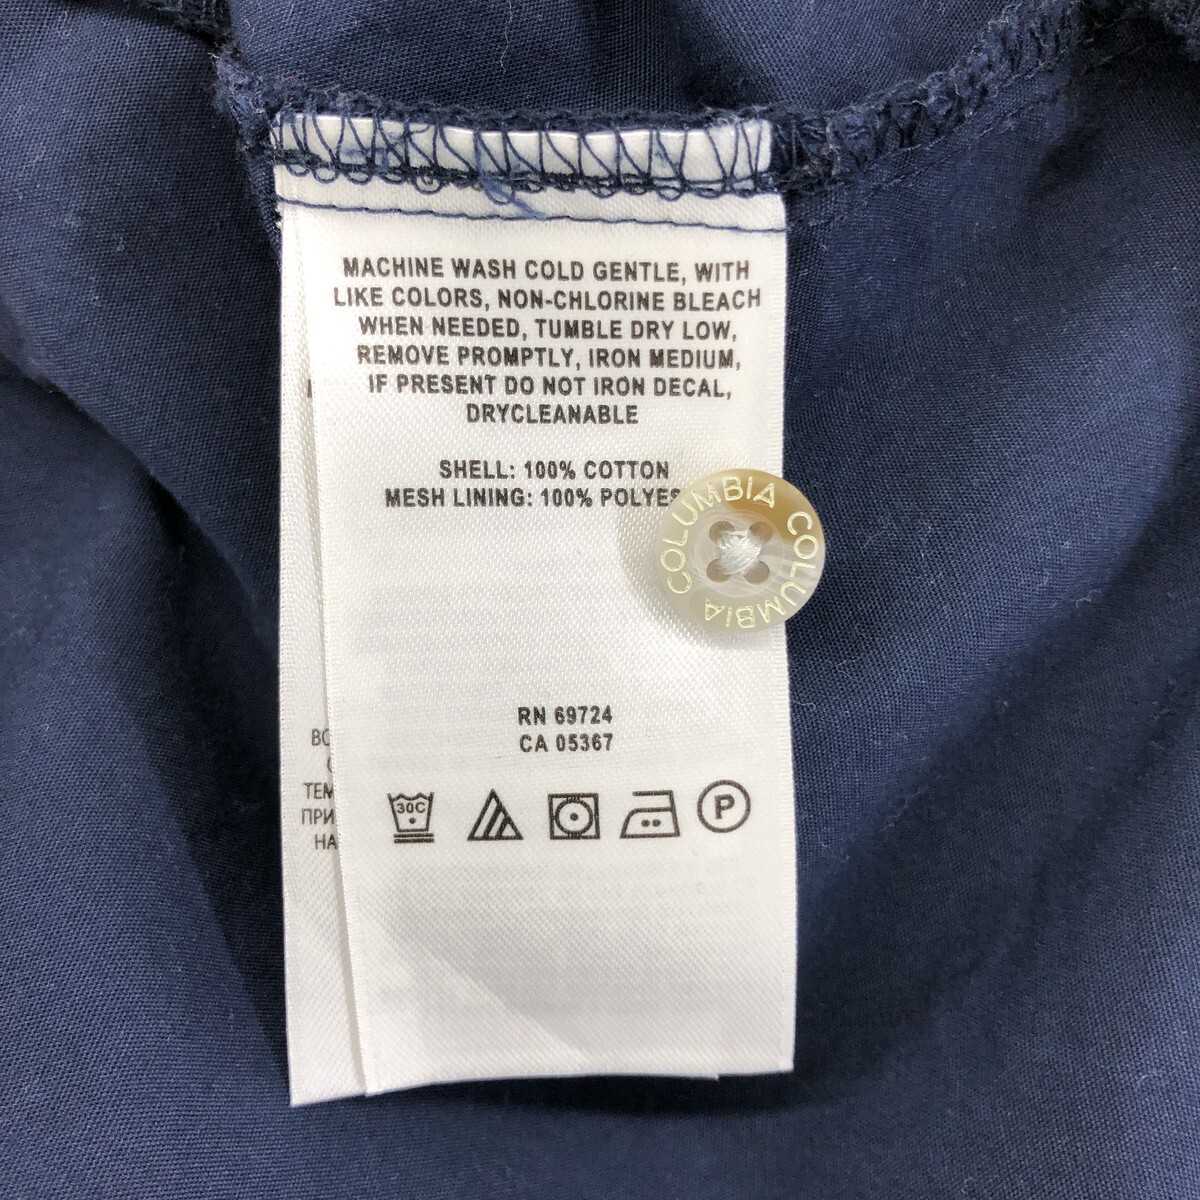 MACHINE WASH COLD GENTLE, WITH
LIKE COLORS, NON-CHLORINE BLEACH
WHEN NEEDED, TUMBLE DRY LOW,
REMOVE PROMPTLY, IRON MEDIUM,
IF PRESENT DO NOT IRON DECAL,
DRYCLEANABLE
SHELL: 100% COTTON
MESH LINING: 100%
COLUMBIA COLUMBIA
RN 69724
CA 05367
30C
P